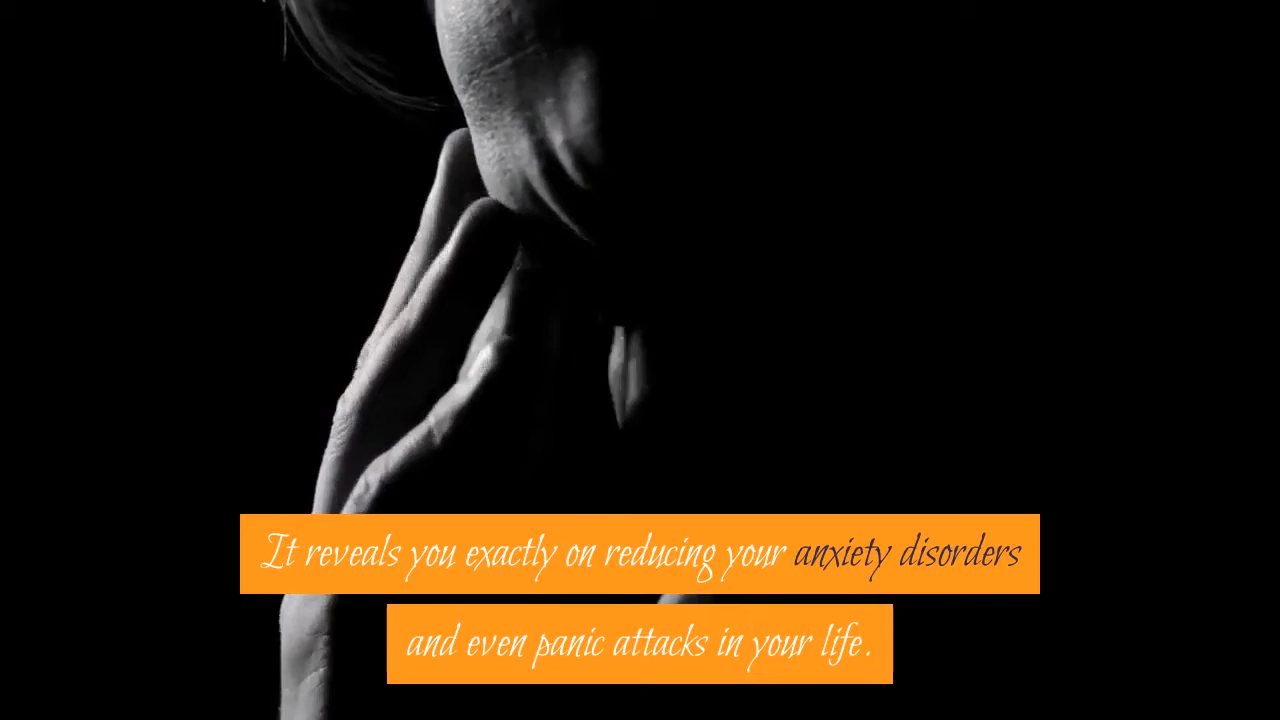 It reveals you exactly on reducing your anxiety disorders
and even panic attacks in your life.